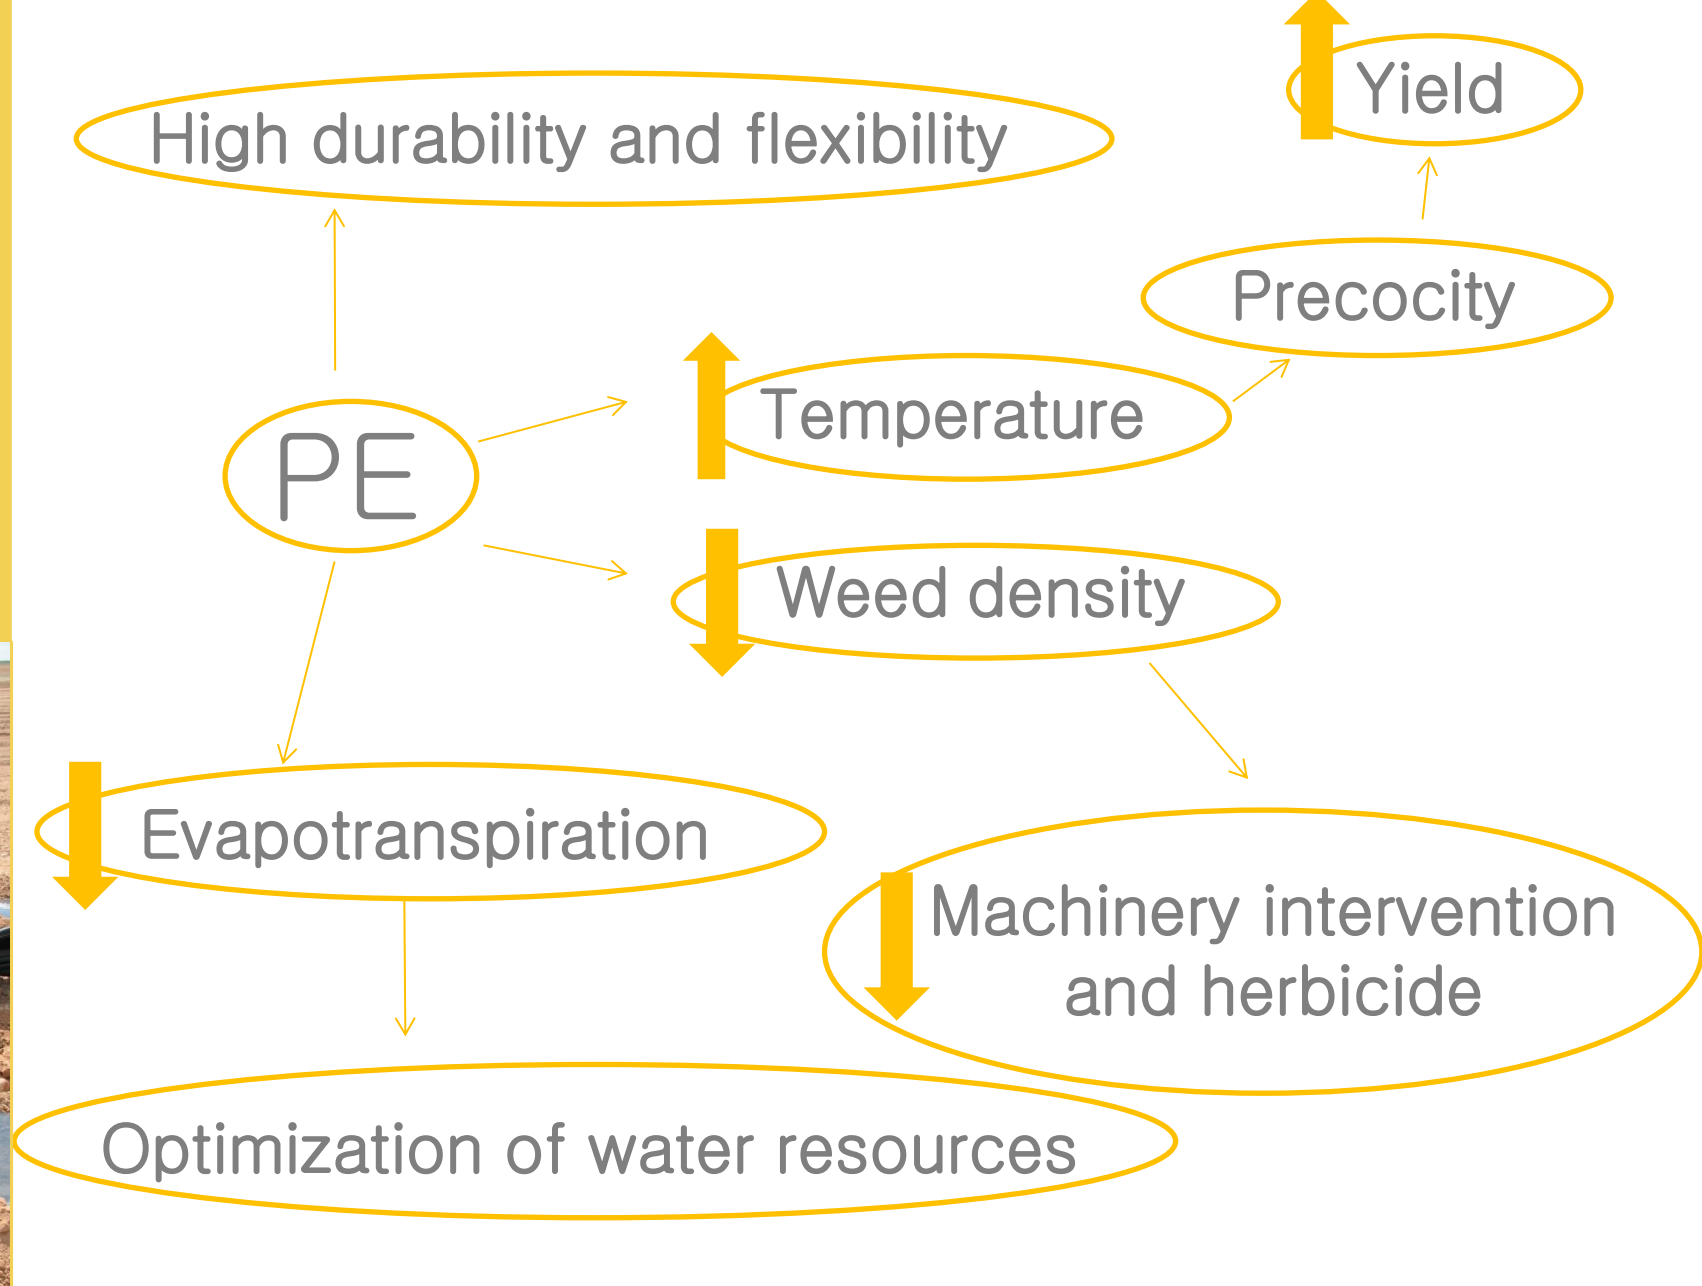 Yield
High durability and flexibility
Precocity
Temperature
PE
Weed density
Evapotranspiration
Machinery intervention
and herbicide
Optimization of water resources